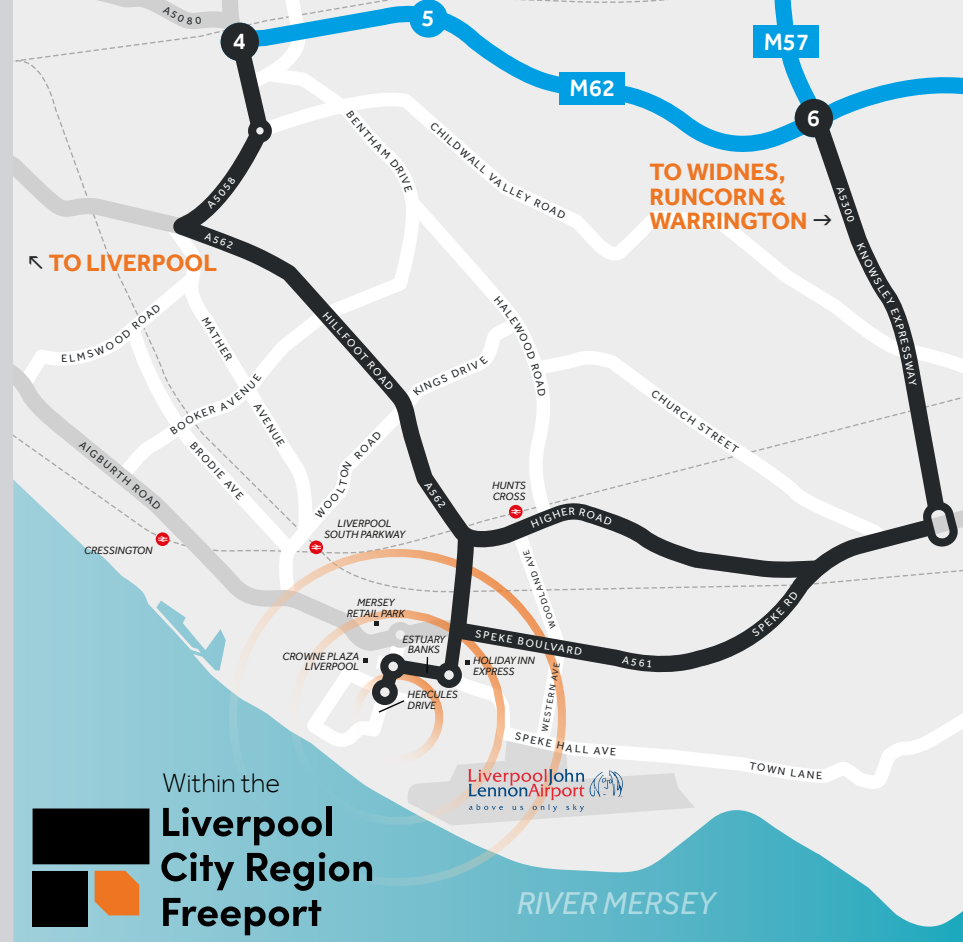 A5080
4
5
M62
M57
6
BENTHAM DRIVE
CHILDWALL VALLEY ROAD
TO WIDNES,
RUNCORN &
WARRINGTON →
A5300
KNOWSLEY EXPRESSWAY
A5058
A562
↖ TO LIVERPOOL
HILLFOOT ROAD
HALEWOOD ROAD
ELMSWOOD ROAD
MATHER
AVENUE
BOOKER AVENUE
BRODIE AVE
KINGS DRIVE
WOOLTON ROAD
CHURCH STREET
AIGBURTH ROAD
A562
HUNTS
CROSS
HIGHER ROAD
LIVERPOOL
SOUTH PARKWAY
CRESSINGTON
WOODLAND AVE
MERSEY
RETAIL PARK
SPEKE RD
ESTUARY
BANKS
SPEKE BOULVARD
A561
CROWNE PLAZA
LIVERPOOL
HOLIDAY INN
EXPRESS
HERCULES
DRIVE
WESTERN AVE
SPEKE HALL AVE
TOWN LANE
LiverpoolJohn
LennonAirport
above us only sky
Within the
Liverpool
City Region
Freeport
RIVER MERSEY